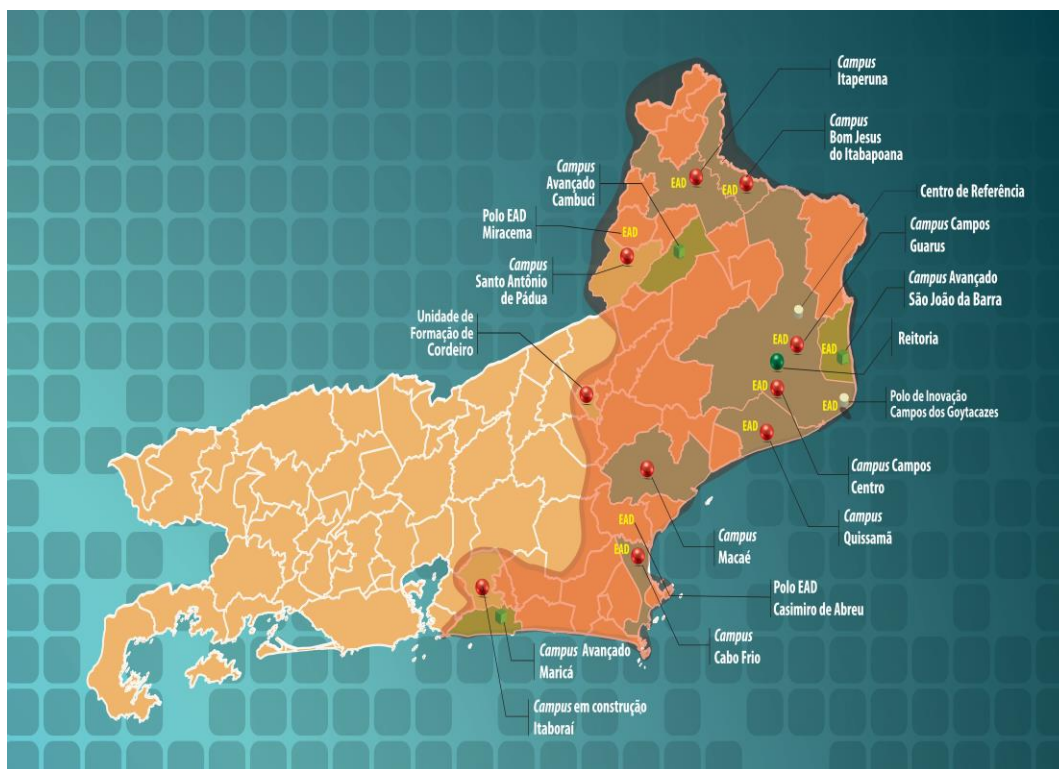 Campus
Itaperuna
Campus
Bom Jesus
do Itabapoana
Campus
Avançado
Cambuci
Centro de Referência
Polo EAD
Miracema
Campus Campos
Guarus
Campus
Santo Antônio
de Pádua
Campus Avançado
São João da Barra
Unidade de
Formação de
Cordeiro
Reitoria
Polo de Inovação
Campos dos Goytacazes
Campus Campos
Centro
Campus
Quissamã
Campus
Macaé
Polo EAD
Casimiro de Abreu
Campus
Cabo Frio
Campus Avançado
Maricá
Campus em construção
Itaboraí
EAD
EAD
EAD
EAD
EAD
EAD
EAD
EAD
EAD
EAD